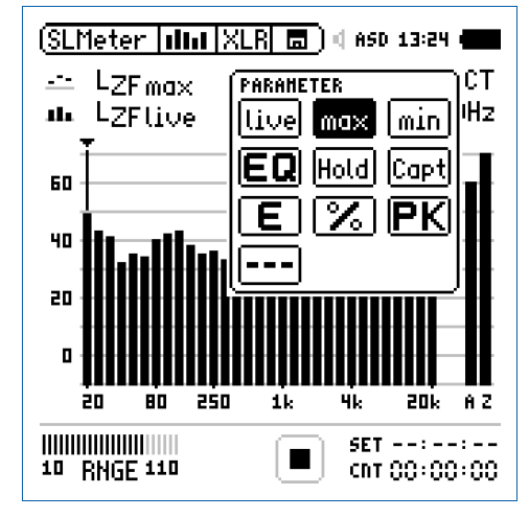 SLMeter XLR ASD 13:24
LZFmax CT
LZFlive Hz
PARAMETER
live max min
EQ Hold Capt
E % PK
---
60
40
20
0
20 80 250 1k 4k 20k A Z
SET --:--:--
10 RNGE 110 CNT 00:00:00